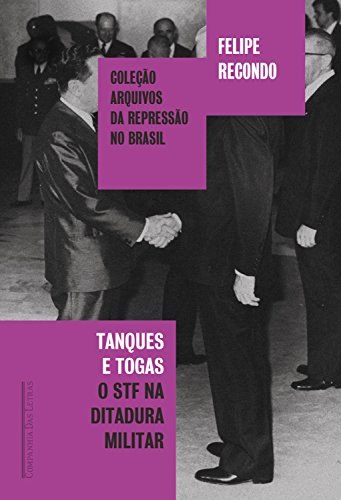 FELIPE
RECONDO
COLEÇÃO
ARQUIVOS
DA REPRESSÃO
NO BRASIL
TANQUES
E TOGAS
O STF NA
DITADURA
MILITAR
COMPANHIA DAS LETRAS